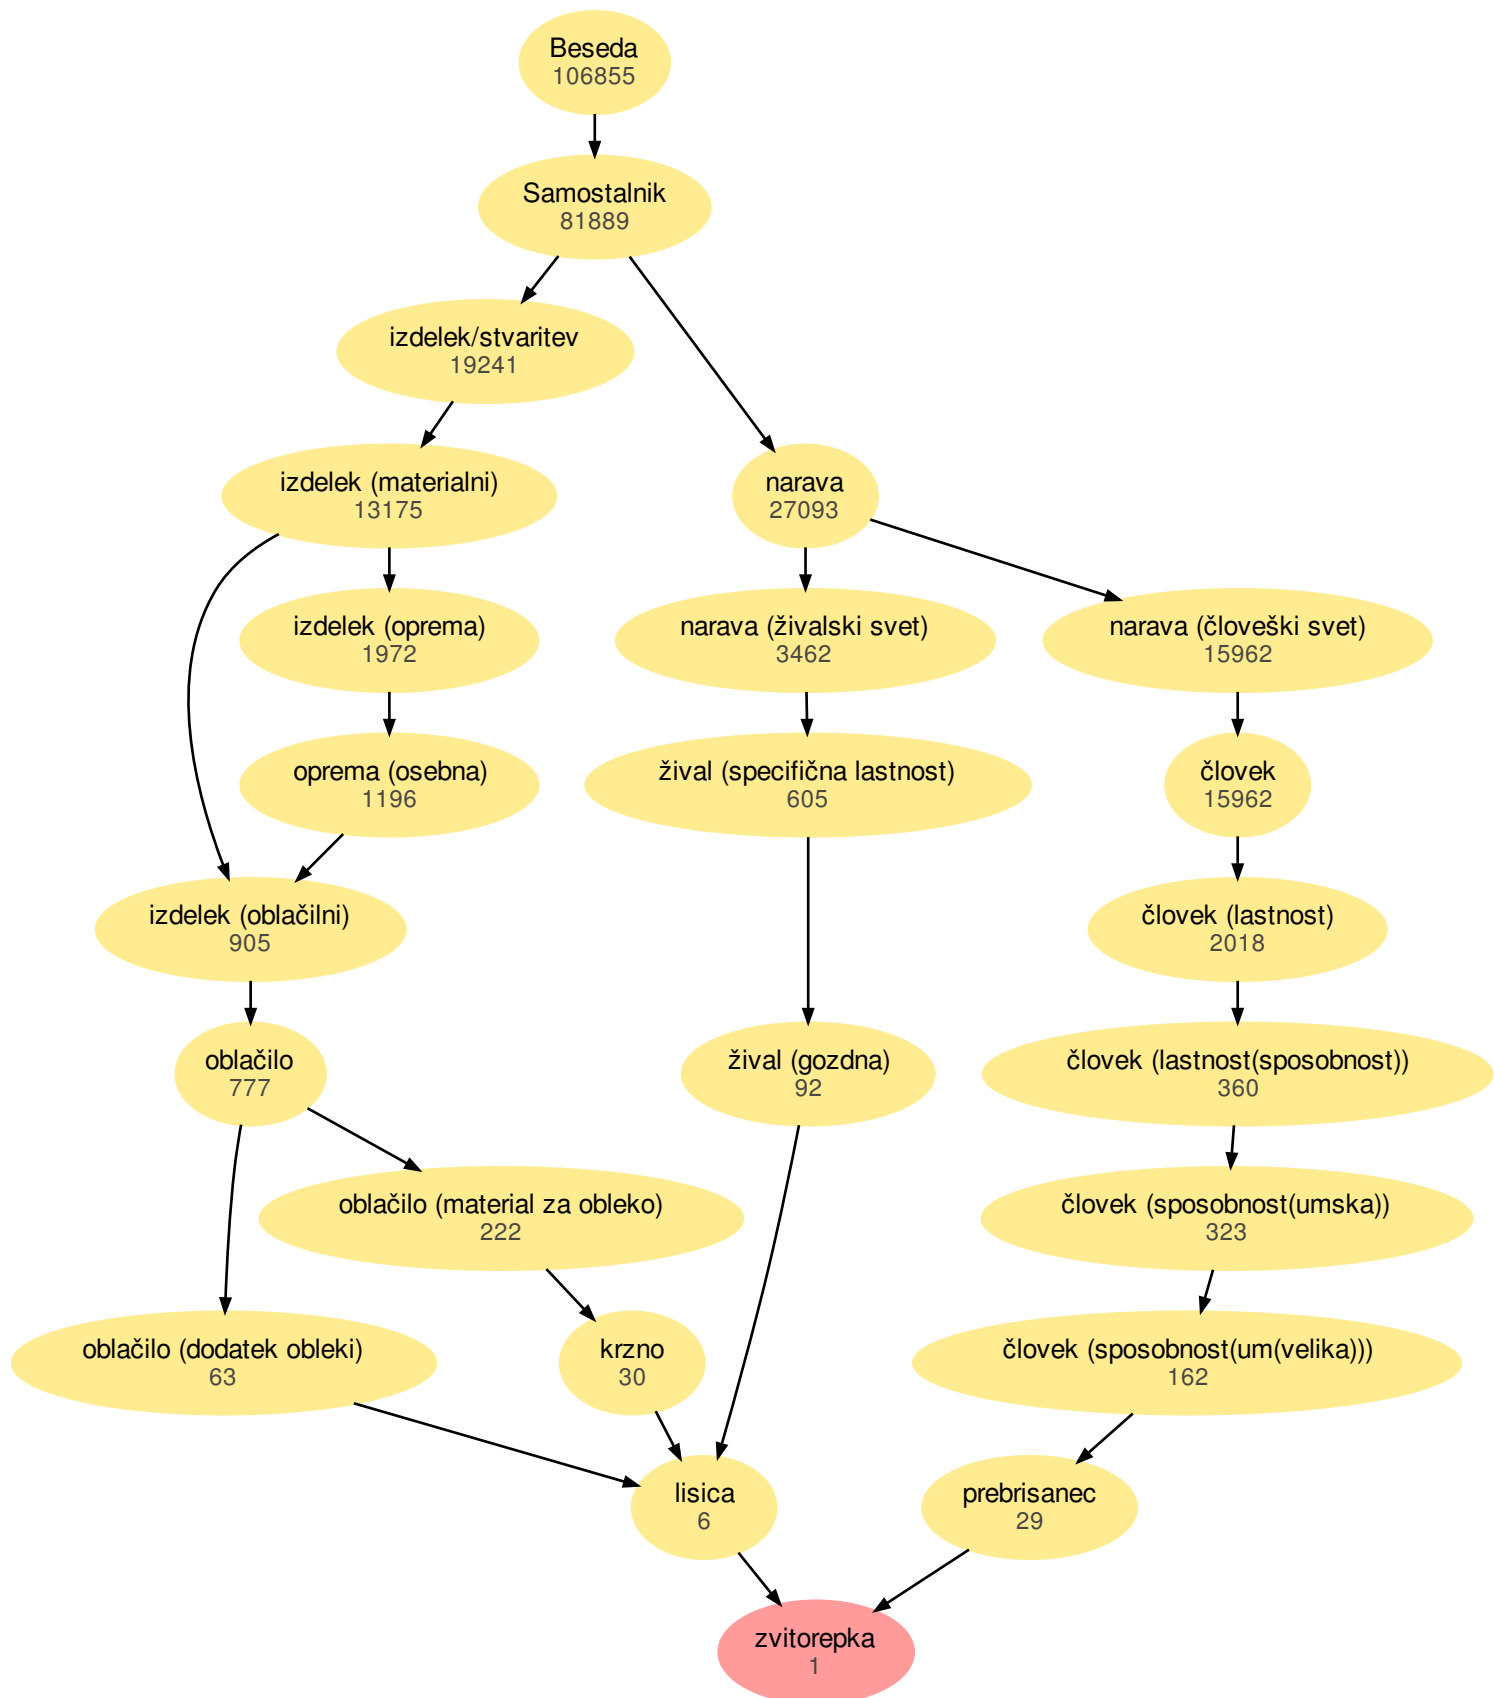 Beseda
106855
Samostalnik
81889
izdelek/stvaritev
19241
izdelek (materialni)
13175
narava
27093
izdelek (oprema)
1972
narava (živalski svet)
3462
narava (človeški svet)
15962
oprema (osebna)
1196
žival (specifična lastnost)
605
človek
15962
izdelek (oblačilni)
905
človek (lastnost)
2018
oblačilo
777
žival (gozdna)
92
človek (lastnost(sposobnost))
360
oblačilo (material za obleko)
222
človek (sposobnost(umska))
323
oblačilo (dodatek obleki)
63
krzno
30
človek (sposobnost(um(velika)))
162
lisica
6
prebrisanec
29
zvitorepka
1